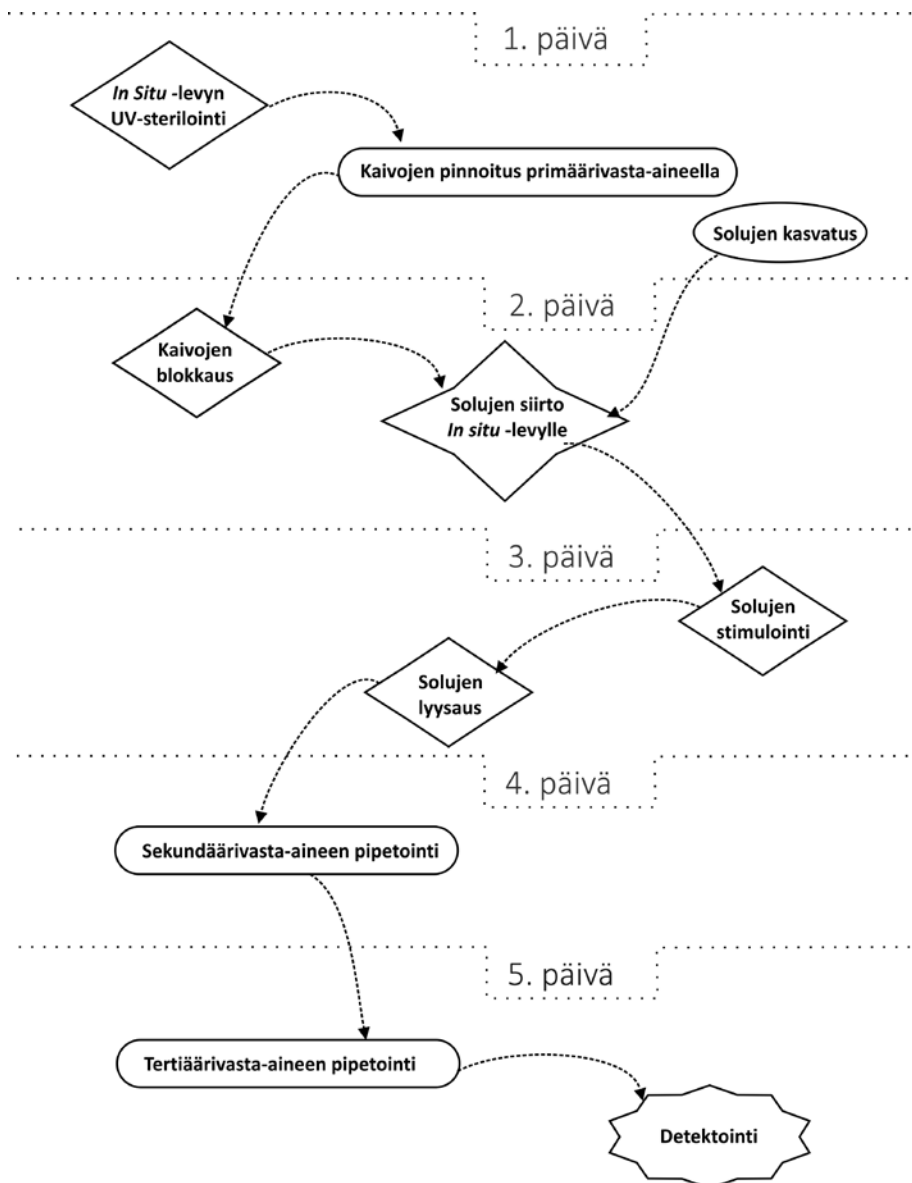 1. päivä
In Situ -levyn
UV-sterilointi
Kaivojen pinnoitus primäärivasta-aineella
Solujen kasvatus
2. päivä
Kaivojen
blokkaus
Solujen siirto
In situ -levylle
3. päivä
Solujen
stimulointi
Solujen
lyysaus
4. päivä
Sekundäärivasta-aineen pipetointi
5. päivä
Tertiäärivasta-aineen pipetointi
Detektointi